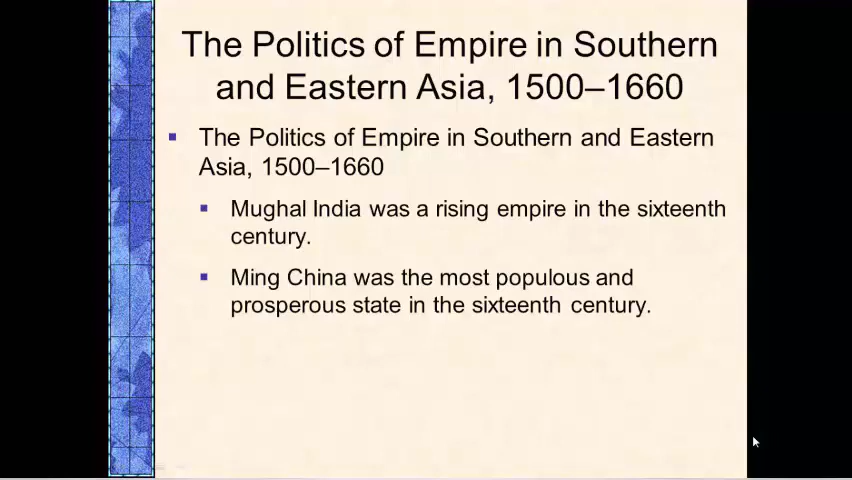 The Politics of Empire in Southern
and Eastern Asia, 1500–1660
The Politics of Empire in Southern and Eastern
Asia, 1500–1660
Mughal India was a rising empire in the sixteenth
century.
Ming China was the most populous and
prosperous state in the sixteenth century.